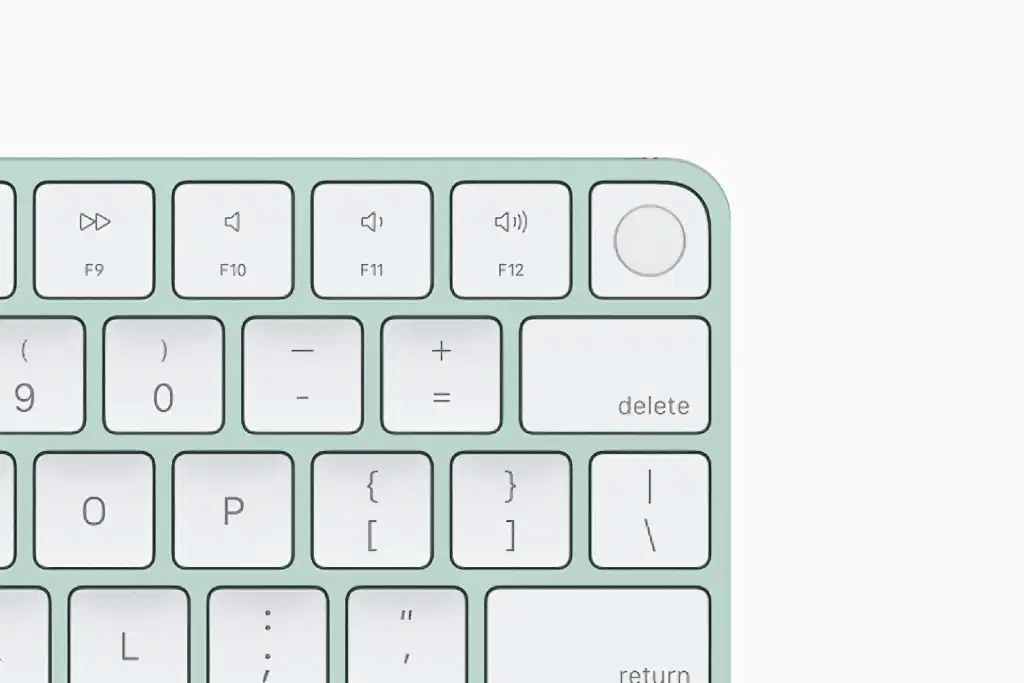 F9 F10 F11 F12
( ) — +
9 0 - = delete
{ } |
O P [ ] \
: "
L ; '
return